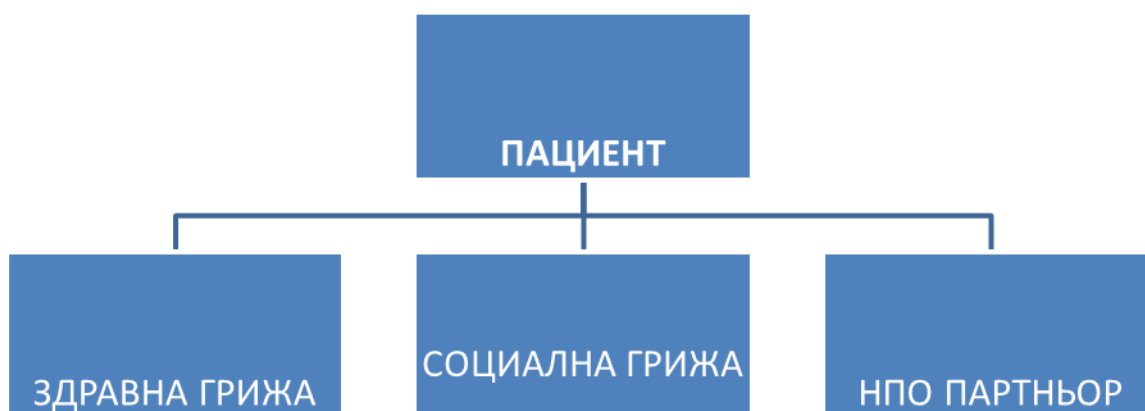 ПАЦИЕНТ
ЗДРАВНА ГРИЖА
СОЦИАЛНА ГРИЖА
НПО ПАРТНЬОР